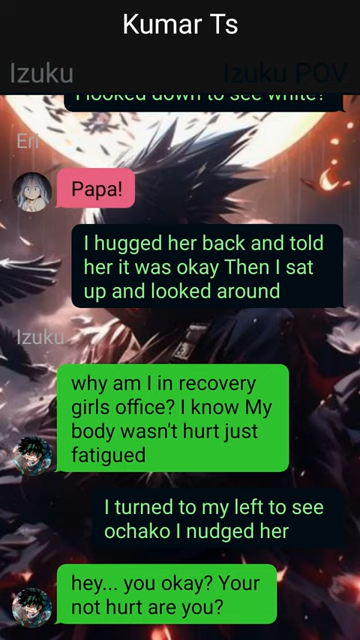 Kumar Ts
Izuku
Izuku POV
I looked down to see white?
Eri
Papa!
I hugged her back and told
her it was okay Then I sat
up and looked around
Izuku
why am I in recovery
girls office? I know My
body wasn't hurt just
fatigued
I turned to my left to see
ochako I nudged her
hey... you okay? Your
not hurt are you?